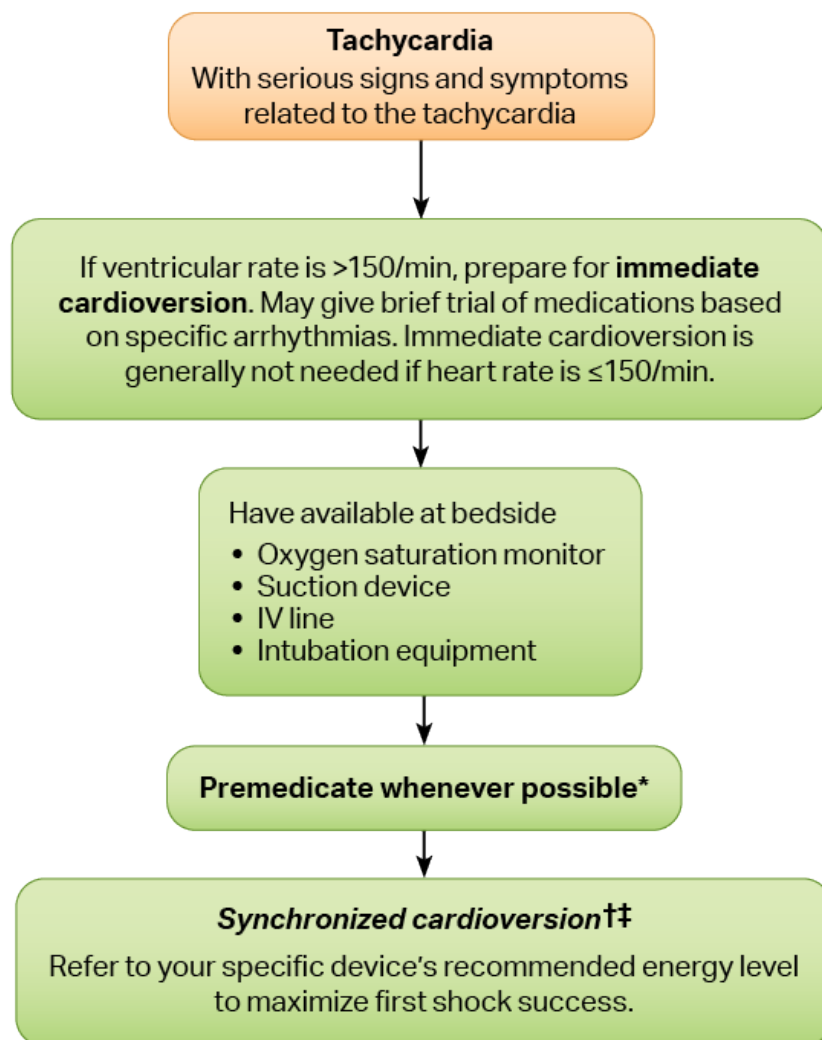 Tachycardia
With serious signs and symptoms
related to the tachycardia
If ventricular rate is >150/min, prepare for immediate
cardioversion. May give brief trial of medications based
on specific arrhythmias. Immediate cardioversion is
generally not needed if heart rate is ≤150/min.
Have available at bedside
• Oxygen saturation monitor
• Suction device
• IV line
• Intubation equipment
Premedicate whenever possible*
Synchronized cardioversion†‡
Refer to your specific device’s recommended energy level
to maximize first shock success.